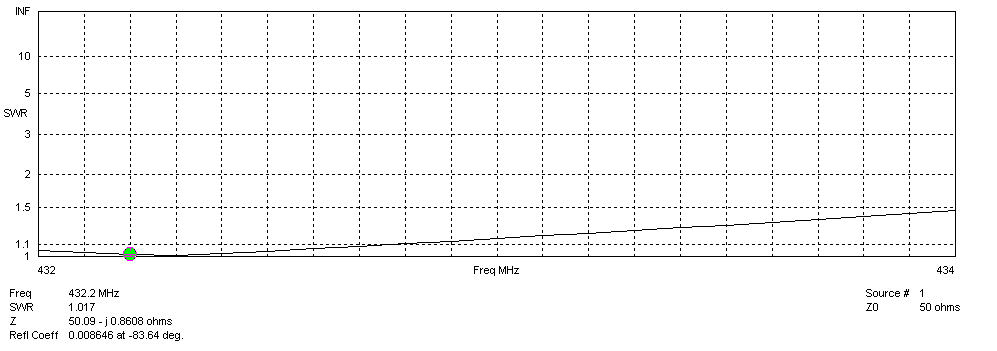 INF
10
5
SWR
3
2
1.5
1.1
1
432 Freq MHz 434
Freq 432.2 MHz Source # 1
SWR 1.017 Z0 50 ohms
Z 50.09 - j 0.8608 ohms
Refl Coeff 0.008646 at -83.64 deg.